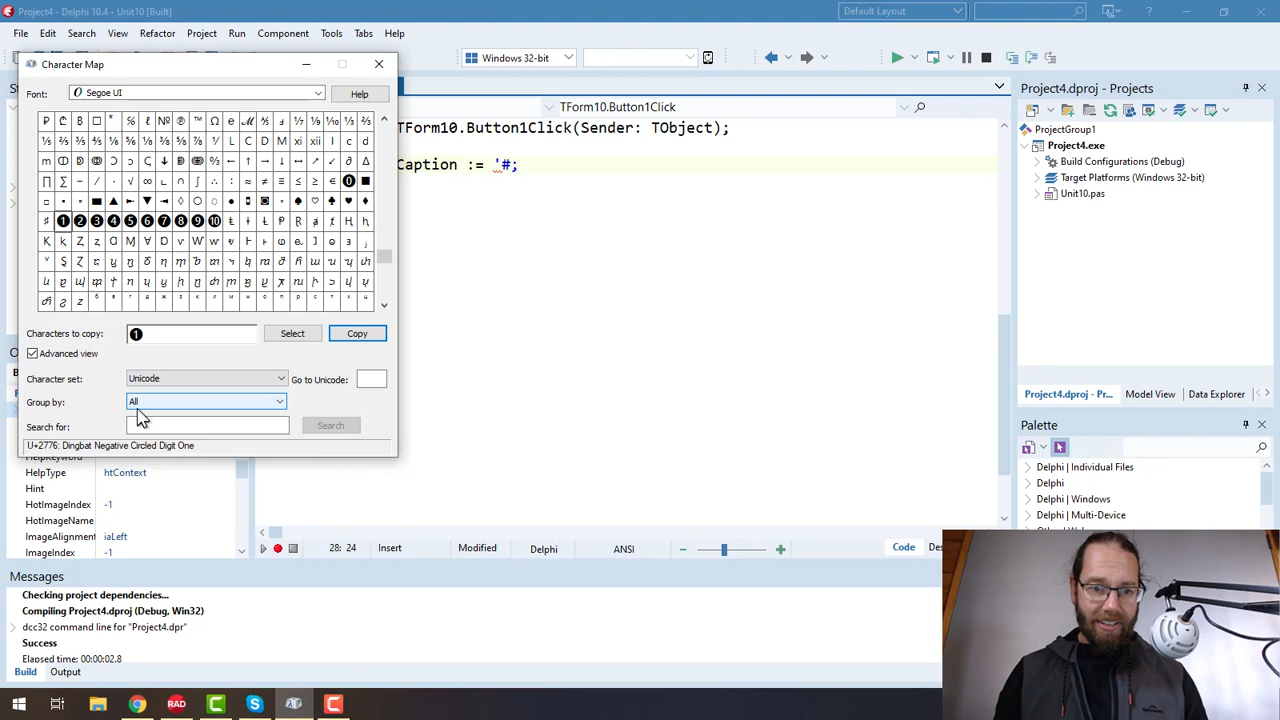 Project4 - Delphi 10.4 - Unit10 [Built]
Default Layout
File Edit Search View Refactor Project Run Component Tools Tabs Help
Windows 32-bit
Character Map
Font: Segoe UI
Help
Characters to copy: ❶
Select
Copy
Advanced view
Character set: Unicode
Go to Unicode:
Group by: All
Search for:
Search
U+2776: Dingbat Negative Circled Digit One
TForm10.Button1Click
TForm10.Button1Click(Sender: TObject);
Caption := '#;
HelpKeyword
HelpType htContext
Hint
HotImageIndex -1
HotImageName
ImageAlignment iaLeft
ImageIndex -1
28: 24 Insert Modified Delphi ANSI
Code
Project4.dproj - Projects
ProjectGroup1
Project4.exe
Build Configurations (Debug)
Target Platforms (Windows 32-bit)
Unit10.pas
Project4.dproj - Pr...
Model View
Data Explorer
Palette
Delphi | Individual Files
Delphi
Delphi | Windows
Delphi | Multi-Device
Messages
Checking project dependencies...
Compiling Project4.dproj (Debug, Win32)
dcc32 command line for "Project4.dpr"
Success
Elapsed time: 00:00:02.8
Build Output
RAD